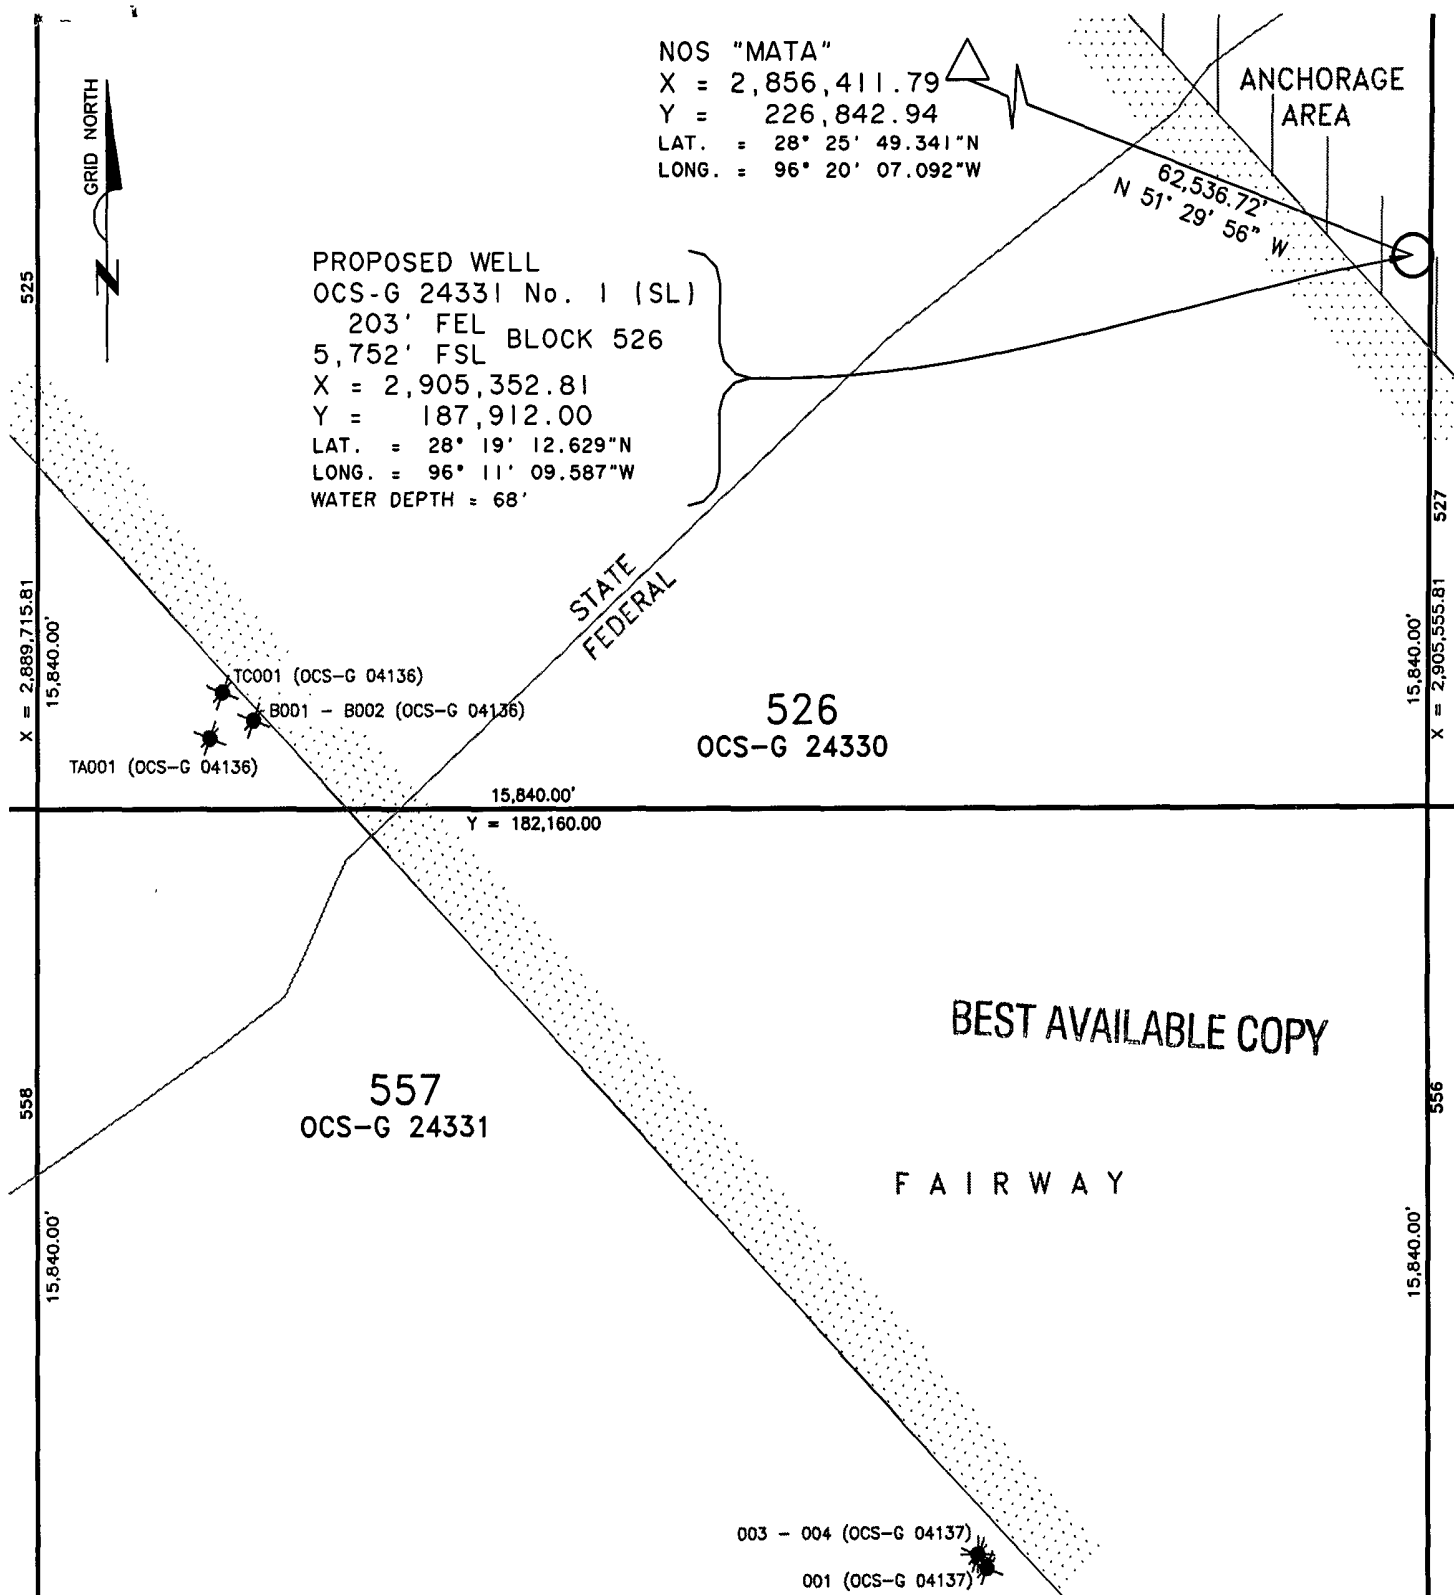 NOS "MATA"
X = 2,856,411.79
Y = 226,842.94
LAT. = 28° 25' 49.341"N
LONG. = 96° 20' 07.092"W
ANCHORAGE
AREA
GRID NORTH
N
62,536.72'
N 51° 29' 56" W
PROPOSED WELL
OCS-G 24331 No. 1 (SL)
203' FEL
BLOCK 526
5,752' FSL
X = 2,905,352.81
Y = 187,912.00
LAT. = 28° 19' 12.629"N
LONG. = 96° 11' 09.587"W
WATER DEPTH = 68'
525
527
STATE
FEDERAL
X = 2,889,715.81
15,840.00'
15,840.00'
X = 2,905,555.81
TC001 (OCS-G 04136)
B001 - B002 (OCS-G 04136)
TA001 (OCS-G 04136)
526
OCS-G 24330
15,840.00'
Y = 182,160.00
BEST AVAILABLE COPY
557
OCS-G 24331
558
556
FAIRWAY
15,840.00'
15,840.00'
003 - 004 (OCS-G 04137)
001 (OCS-G 04137)